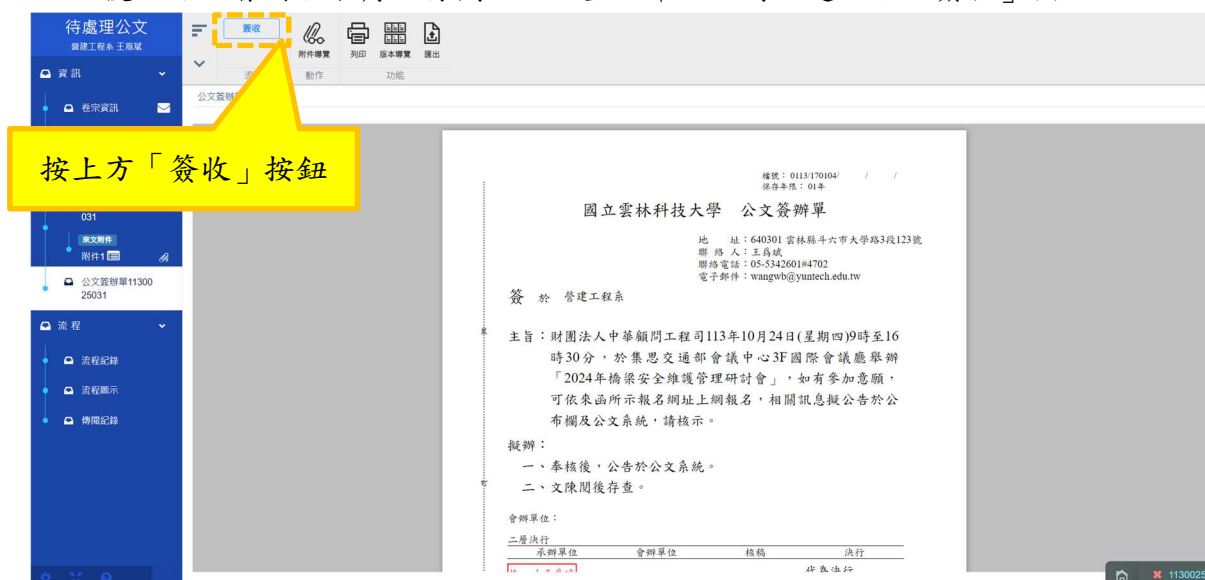 待處理公文
營建工程系 王爲斌
資 訊
卷宗資訊
031
來文附件
附件1
公文簽辦單11300
25031
流 程
流程紀錄
流程圖示
傳閱紀錄
簽收
附件導覽
列印
版本導覽
匯出
動作
功能
按上方「簽收」按鈕
檔號：0113/170104/ / /
保存年限：01年
國立雲林科技大學 公文簽辦單
地 址：640301 雲林縣斗六市大學路3段123號
聯 絡 人：王爲斌
聯絡電話：05-5342601#4702
電子郵件：wangwb@yuntech.edu.tw
簽 於 營建工程系
主旨：財團法人中華顧問工程司113年10月24日(星期四)9時至16
時30分，於集思交通部會議中心3F國際會議廳舉辦
「2024年橋梁安全維護管理研討會」，如有參加意願，
可依來函所示報名網址上網報名，相關訊息擬公告於公
布欄及公文系統，請核示。
擬辦：
一、奉核後，公告於公文系統。
二、文陳閱後存查。
會辦單位：
二層決行
承辦單位 會辦單位 核稿 決行
代為決行